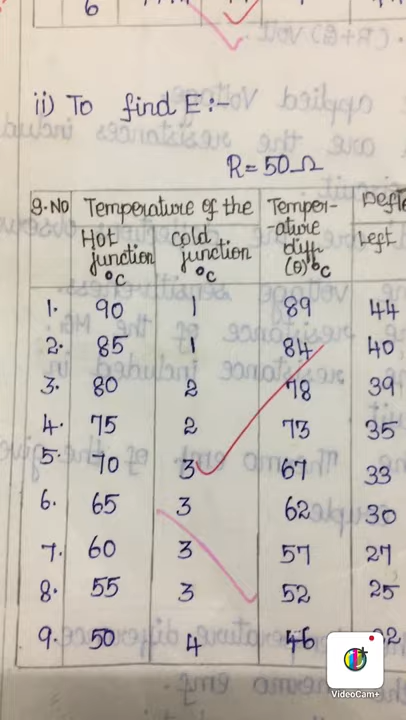 6
ii) To find E:-
R = 50 Ω
S.No Temperature of the Temper-
Hot cold -ature Left
junction junction diff
°C °C (θ)°C
1. 90 1 89 44
2. 85 1 84 40
3. 80 2 78 39
4. 75 2 73 35
5. 70 3 67 33
6. 65 3 62 30
7. 60 3 57 27
8. 55 3 52 25
9. 50 4 46
VideoCam+